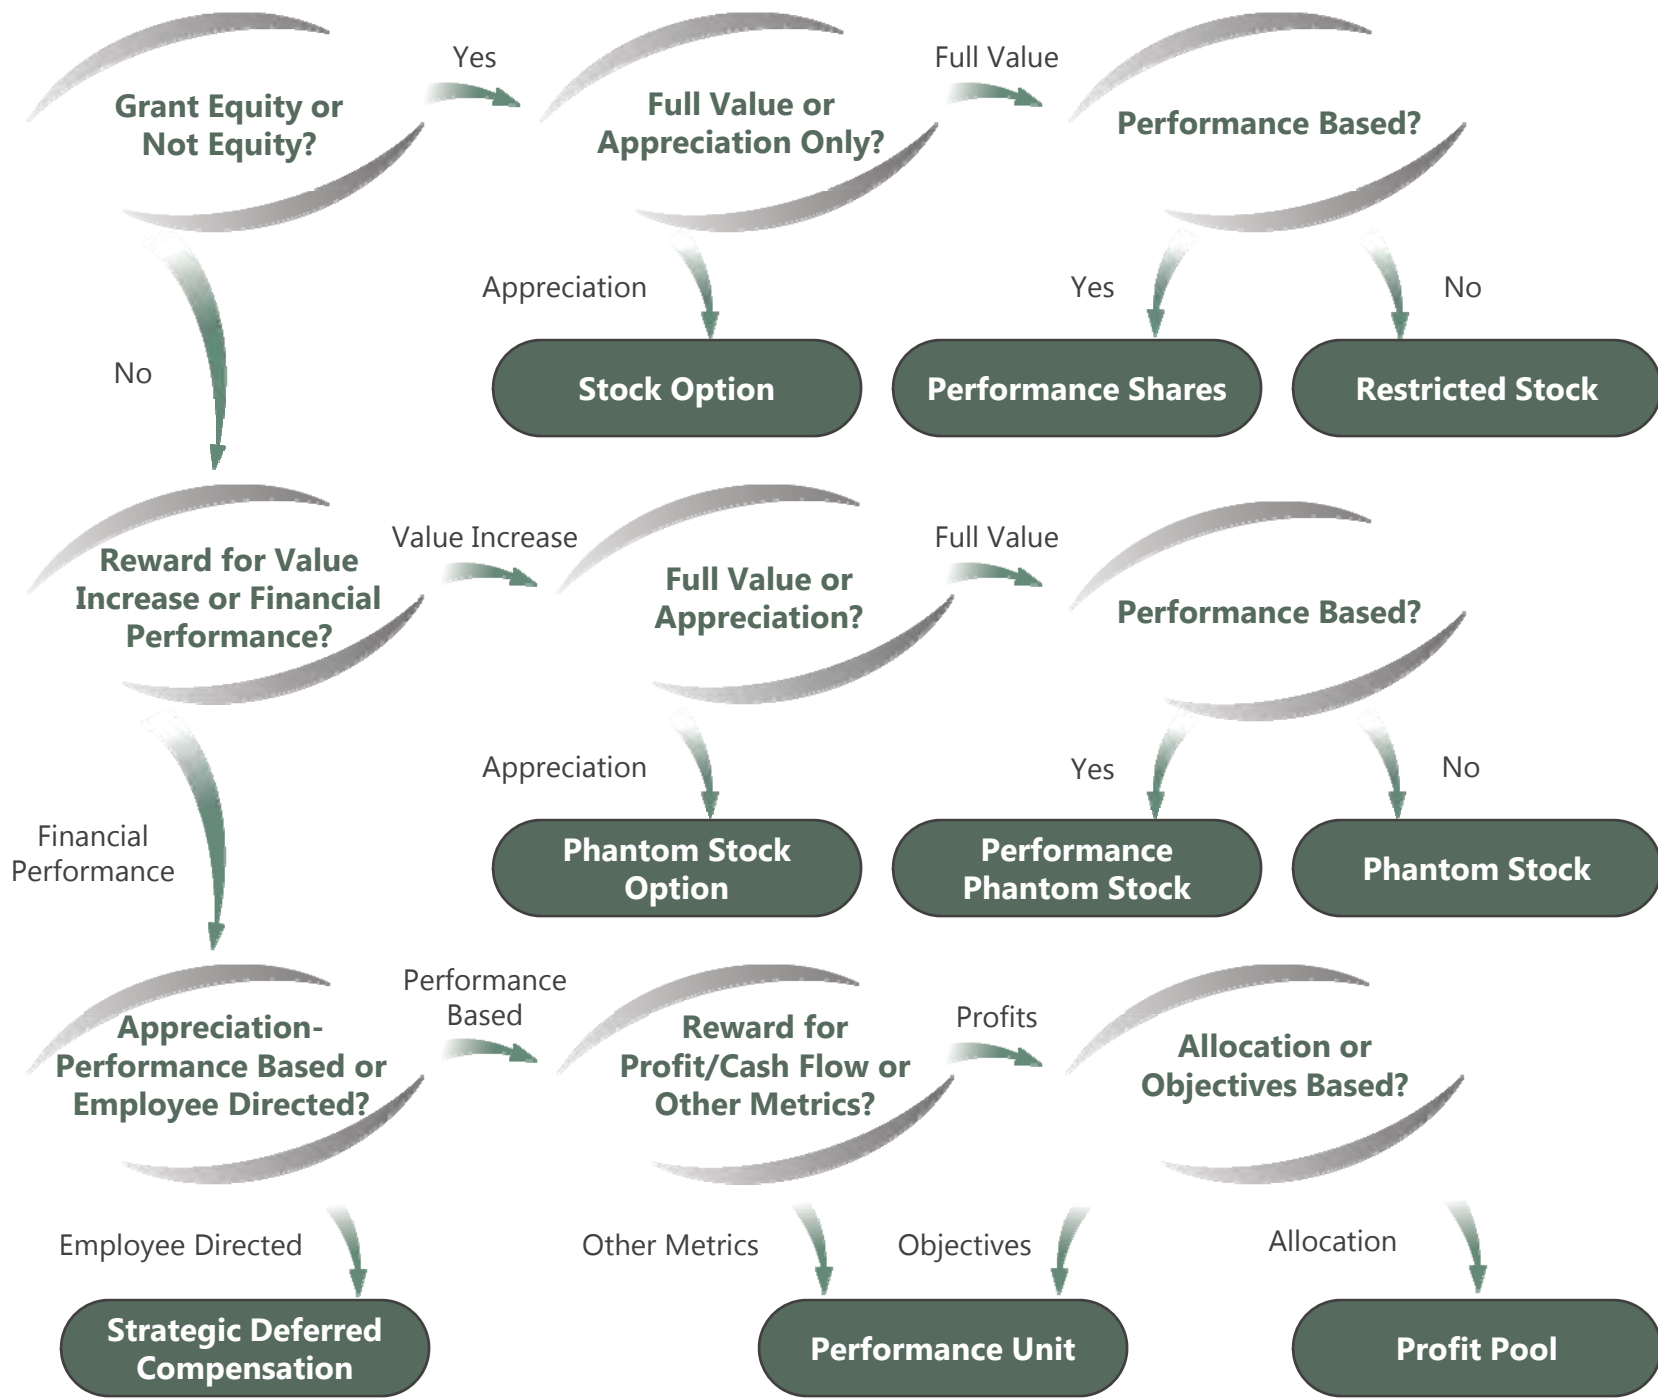 Yes
Full Value
Grant Equity or
Not Equity?
Full Value or
Appreciation Only?
Performance Based?
Appreciation
Yes
No
No
Stock Option
Performance Shares
Restricted Stock
Value Increase
Full Value
Reward for Value
Increase or Financial
Performance?
Full Value or
Appreciation?
Performance Based?
Appreciation
Yes
No
Financial
Performance
Phantom Stock
Option
Performance
Phantom Stock
Phantom Stock
Performance
Based
Profits
Appreciation-
Performance Based or
Employee Directed?
Reward for
Profit/Cash Flow or
Other Metrics?
Allocation or
Objectives Based?
Employee Directed
Other Metrics
Objectives
Allocation
Strategic Deferred
Compensation
Performance Unit
Profit Pool